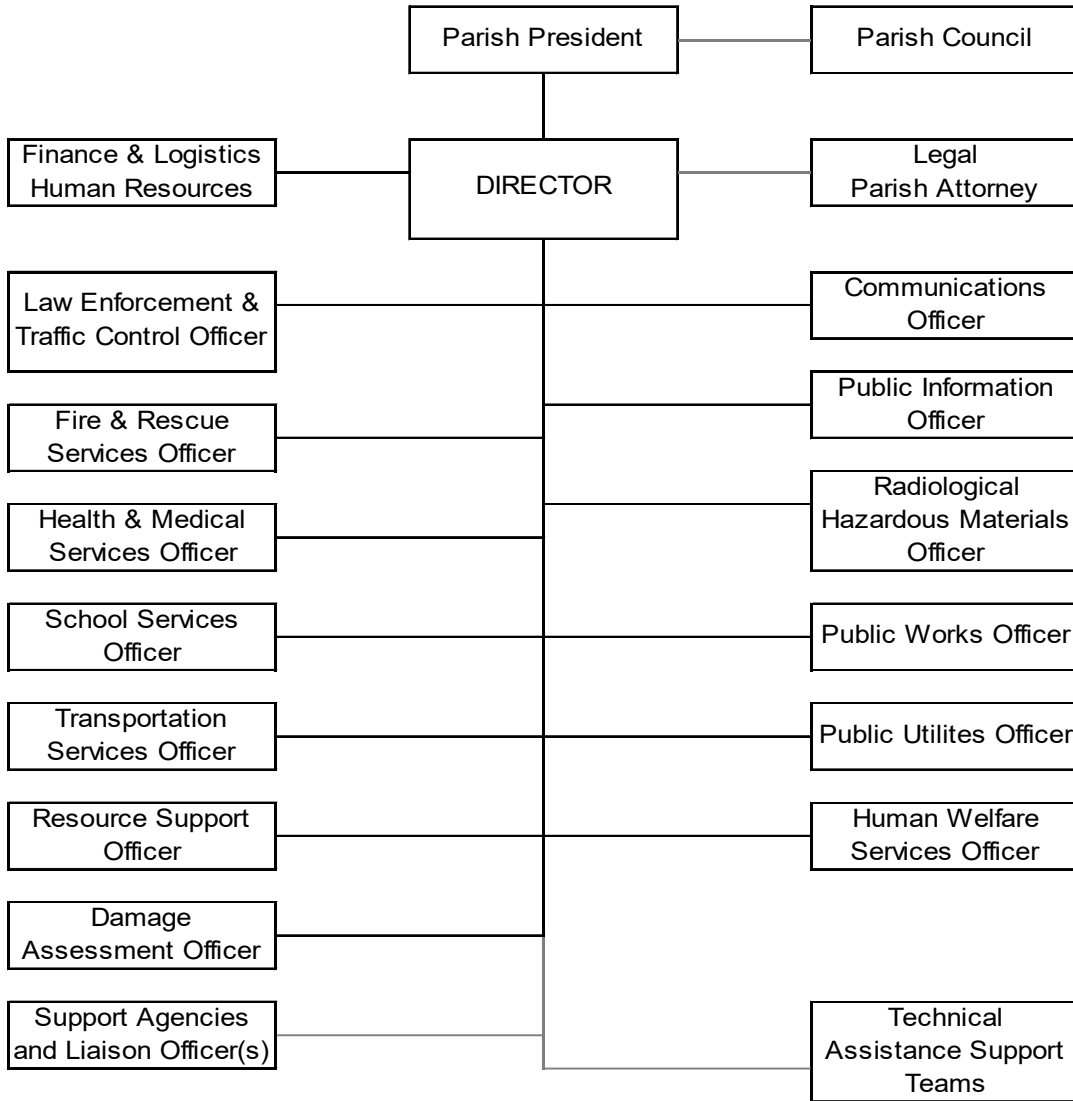 Parish President
Parish Council
Finance & Logistics
Human Resources
DIRECTOR
Legal
Parish Attorney
Law Enforcement &
Traffic Control Officer
Communications
Officer
Public Information
Officer
Fire & Rescue
Services Officer
Radiological
Hazardous Materials
Officer
Health & Medical
Services Officer
School Services
Officer
Public Works Officer
Transportation
Services Officer
Public Utilites Officer
Resource Support
Officer
Human Welfare
Services Officer
Damage
Assessment Officer
Support Agencies
and Liaison Officer(s)
Technical
Assistance Support
Teams